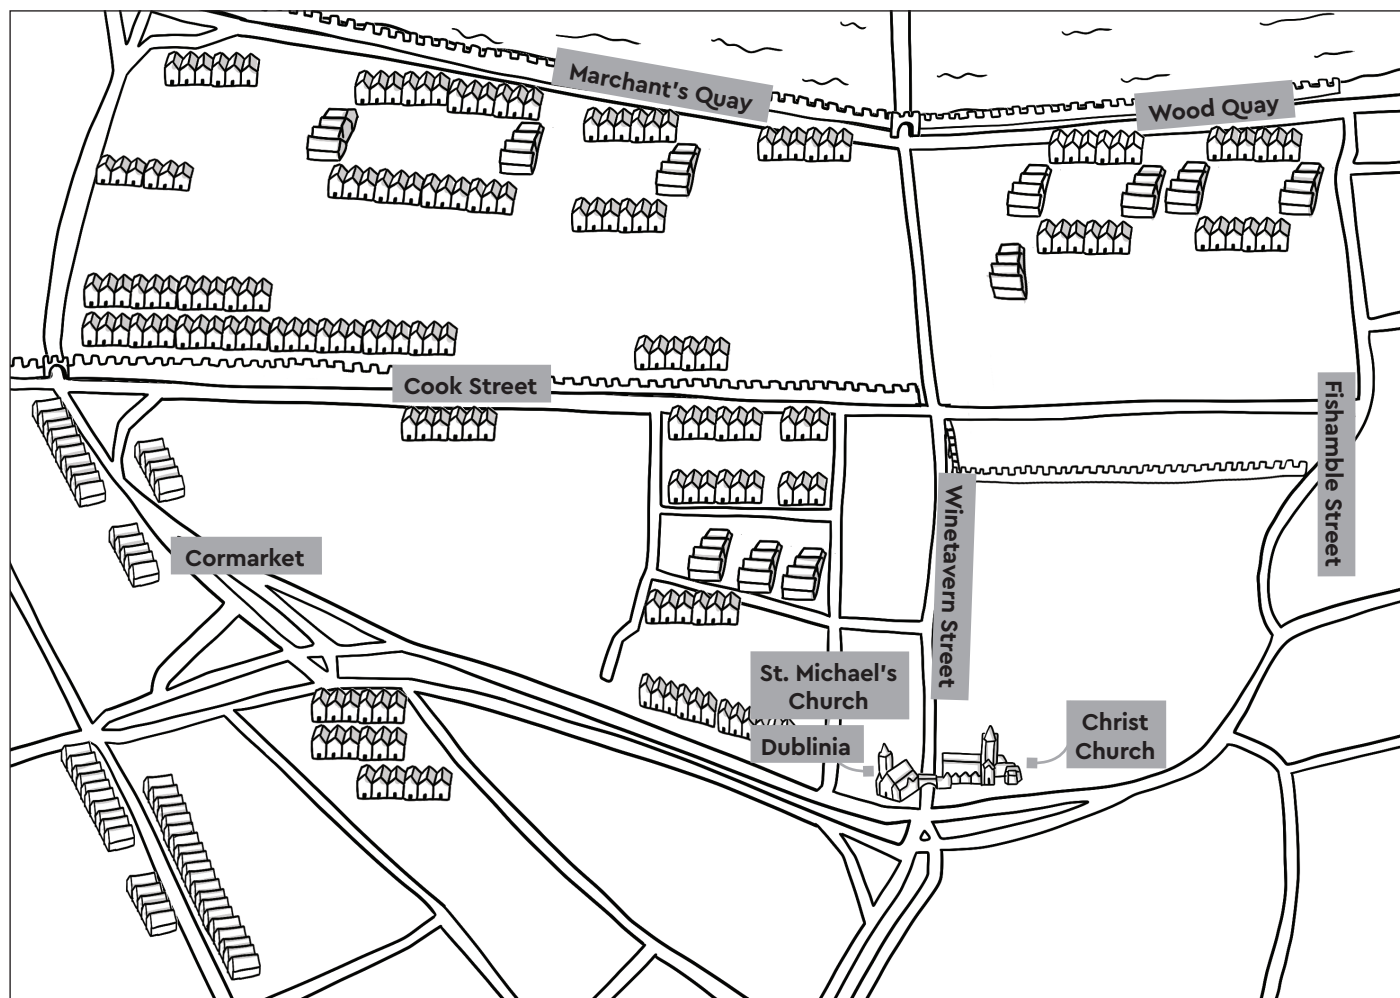 Marchant's Quay
Wood Quay
Cook Street
Fishamble Street
Winetavern Street
Cormarket
St. Michael's
Church
Dublinia
Christ
Church